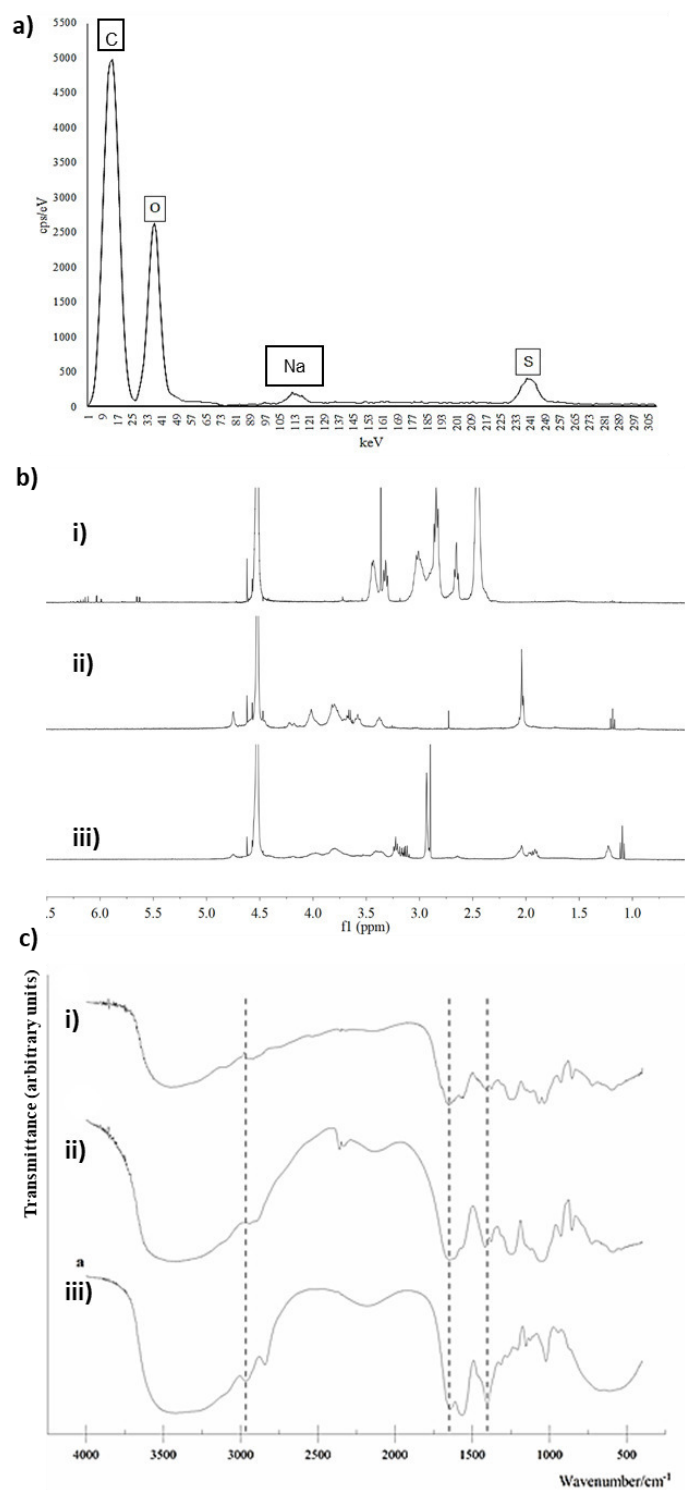 a)
5500
5000
4500
4000
3500
3000
2500
2000
1500
1000
500
0
cps/eV
C
O
Na
S
1 9 17 25 33 41 49 57 65 73 81 89 97 105 113 121 129 137 145 153 161 169 177 185 193 201 209 217 225 233 241 249 257 265 273 281 289 297 305
keV
b)
i)
ii)
iii)
.5 6.0 5.5 5.0 4.5 4.0 3.5 3.0 2.5 2.0 1.5 1.0
f1 (ppm)
c)
Transmittance (arbitrary units)
i)
ii)
a
iii)
4000 3500 3000 2500 2000 1500 1000 500
Wavenumber/cm-1